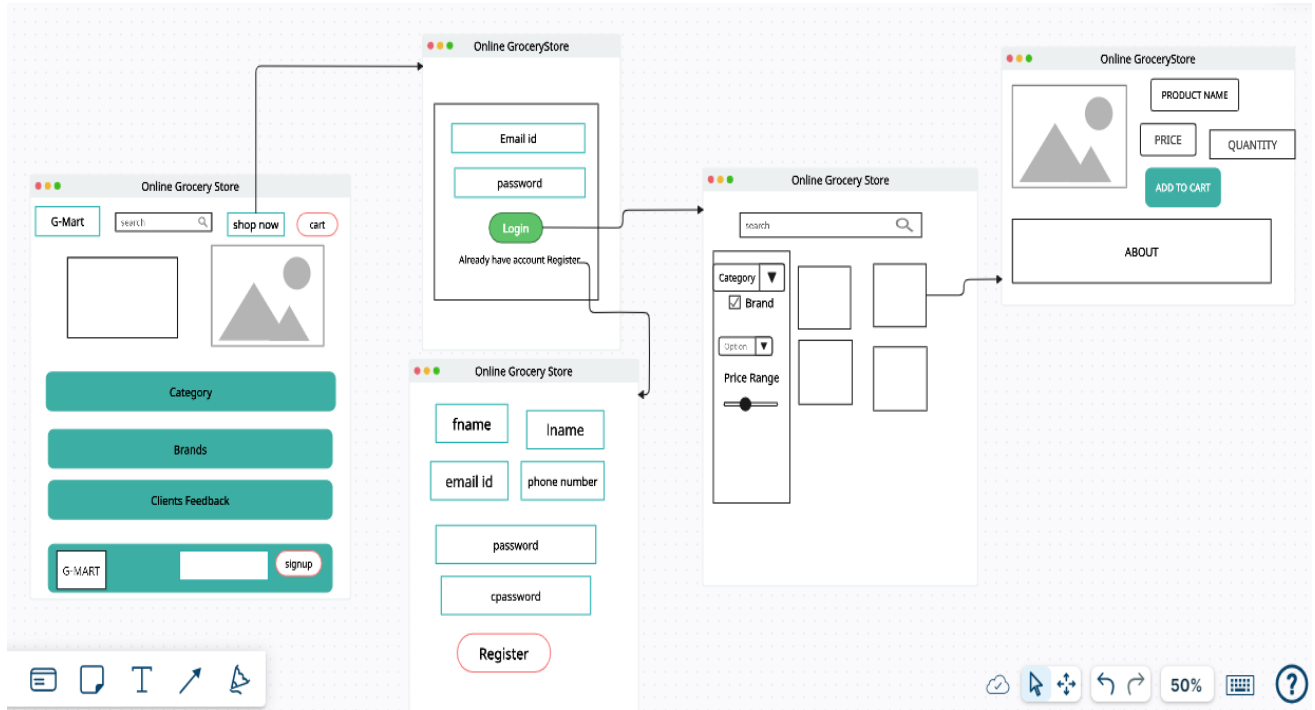 Online Grocery Store
G-Mart
search
shop now
cart
Category
Brands
Clients Feedback
G-MART
signup
Online GroceryStore
Email id
password
Login
Already have account Register
Online Grocery Store
fname
lname
email id
phone number
password
cpassword
Register
Online Grocery Store
search
Category
Brand
Option
Price Range
Online GroceryStore
PRODUCT NAME
PRICE
QUANTITY
ADD TO CART
ABOUT
T
50%
?